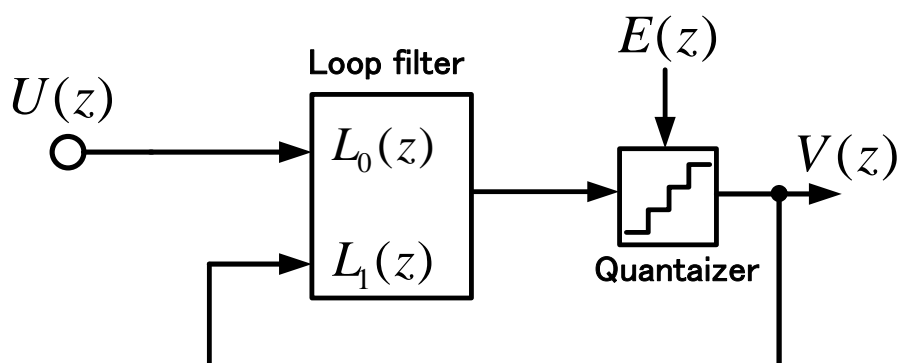 Loop filter
E(z)
U(z)
L₀(z)
V(z)
L₁(z)
Quantaizer